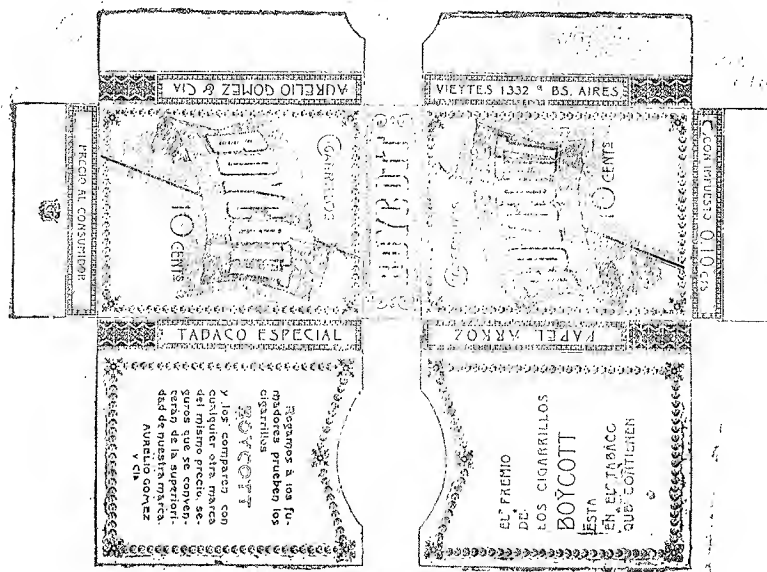 AURELIO GOMEZ & CIA
VIEYTES 1332 BS. AIRES
PRECIO AL CONSUMIDOR
CIGARRILLOS
10 CENTS
BOYCOTT
CIGARRILLOS
10 CENTS
CON IMPUESTO 0.10 CTS
TABACO ESPECIAL
PAPEL ARROZ
Rogamos á los fu-
madores prueben los
cigarrillos
BOYCOTT
y los comparen con
cualquier otra marca
del mismo precio, se-
guros que se conven-
cerán de la superiori-
dad de nuestra marca.
AURELIO GOMEZ
Y CIA
EL PREMIO
DE
LOS CIGARRILLOS
BOYCOTT
ESTA
EN EL TABACO
QUE CONTIENEN